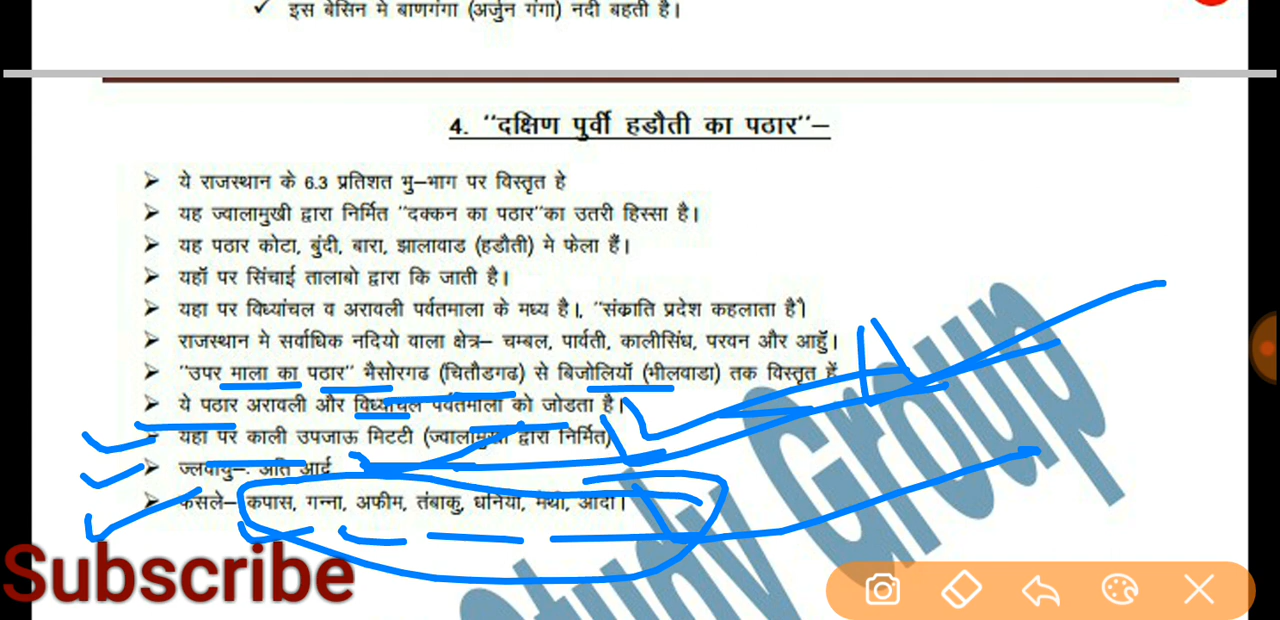 ✓ इस बेसिन मे बाणगंगा (अर्जुन गंगा) नदी बहती है।
4. ''दक्षिण पुर्वी हडौती का पठार''–
➤ ये राजस्थान के 6.3 प्रतिशत भु–भाग पर विस्तृत हे
➤ यह ज्वालामुखी द्वारा निर्मित ''दक्कन का पठार''का उतरी हिस्सा है।
➤ यह पठार कोटा, बुंदी, बारा, झालावाड (हडौती) मे फेला हैं।
➤ यहॉ पर सिंचाई तालाबो द्वारा कि जाती है।
➤ यहा पर विध्यांचल व अरावली पर्वतमाला के मध्य है।, ''संक्राति प्रदेश कहलाता है''।
➤ राजस्थान मे सर्वाधिक नदियो वाला क्षेत्र– चम्बल, पार्वती, कालीसिंध, परवन और आहॅू।
➤ ''उपर माला का पठार'' भैसोरगढ (चितौडगढ) से बिजोलियॉ (भीलवाडा) तक विस्तृत हें
➤ ये पठार अरावली और विध्यांचल पर्वतमाला को जोडता है।
➤ यहा पर काली उपजाऊ मिटटी (ज्वालामुखी द्वारा निर्मित)
➤ जलवायु–. अति आर्द
➤ फसले– कपास, गन्ना, अफीम, तंबाकु, धनिया, मेथी, आदी।
Study Group
Subscribe